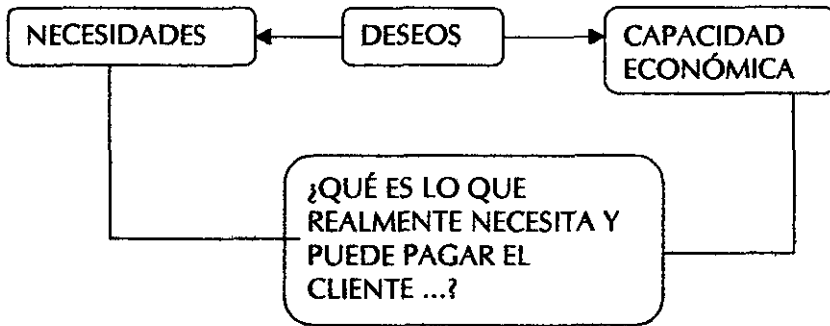 NECESIDADES
DESEOS
CAPACIDAD
ECONÓMICA
¿QUÉ ES LO QUE
REALMENTE NECESITA Y
PUEDE PAGAR EL
CLIENTE ...?